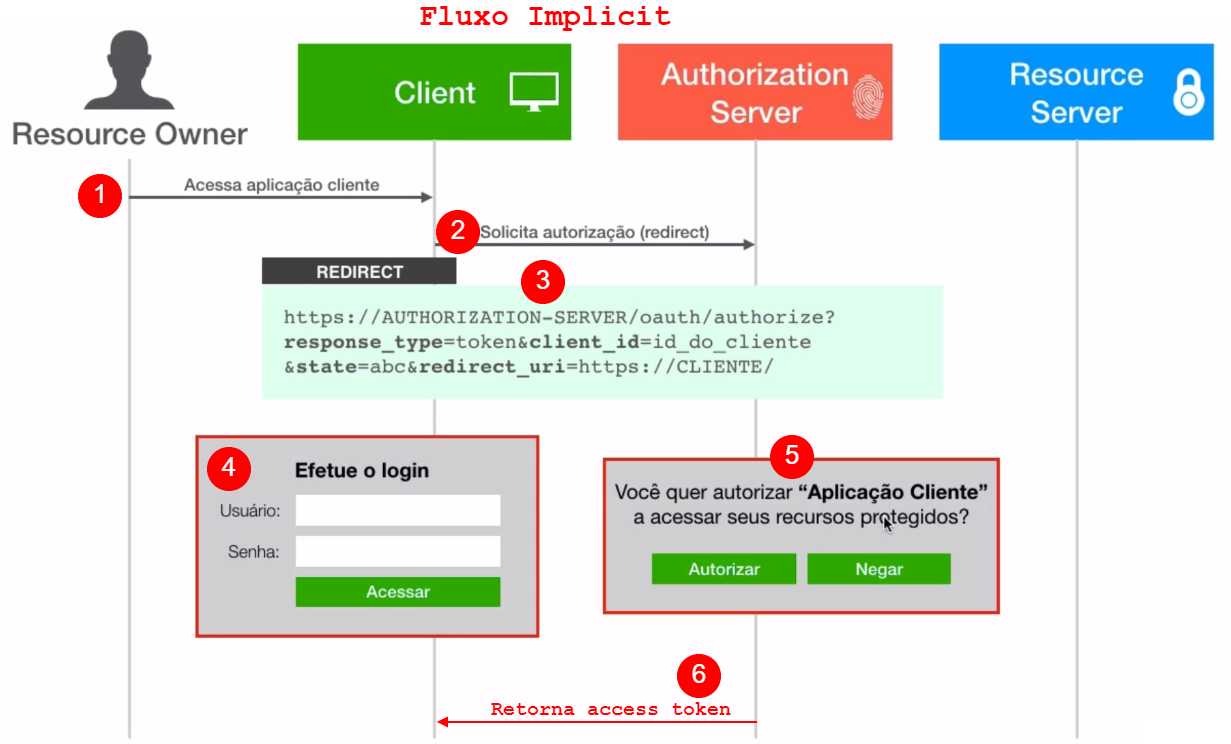 Fluxo Implicit
Resource Owner
Client
Authorization
Server
Resource
Server
1
Acessa aplicação cliente
2
Solicita autorização (redirect)
REDIRECT
3
https://AUTHORIZATION-SERVER/oauth/authorize?
response_type=token&client_id=id_do_cliente
&state=abc&redirect_uri=https://CLIENTE/
4
Efetue o login
Usuário:
Senha:
Acessar
5
Você quer autorizar “Aplicação Cliente”
a acessar seus recursos protegidos?
Autorizar
Negar
6
Retorna access token